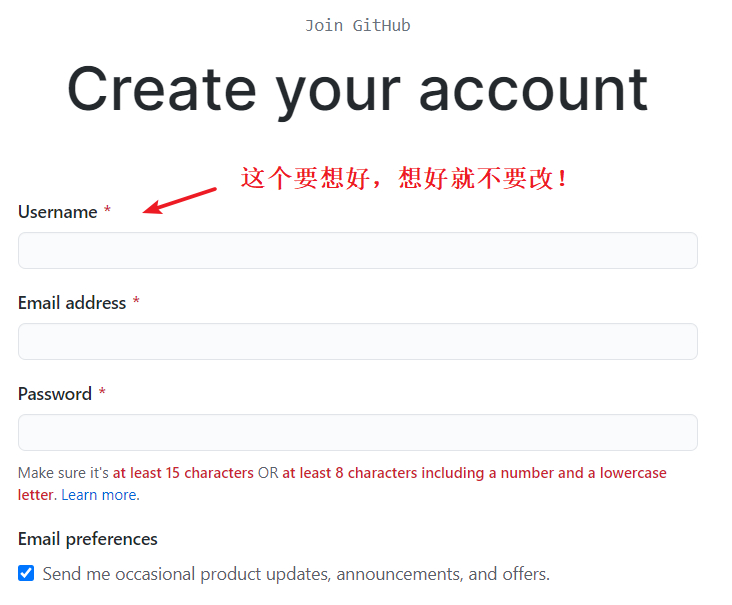 Join GitHub
Create your account
这个要想好，想好就不要改！
Username *
Email address *
Password *
Make sure it's at least 15 characters OR at least 8 characters including a number and a lowercase
letter. Learn more.
Email preferences
Send me occasional product updates, announcements, and offers.